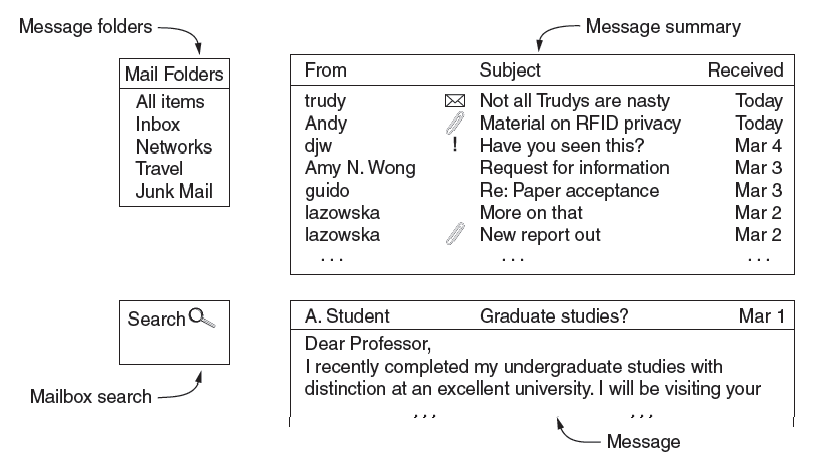 Message folders
Message summary
Mail Folders
All items
Inbox
Networks
Travel
Junk Mail
From Subject Received
trudy Not all Trudys are nasty Today
Andy Material on RFID privacy Today
djw ! Have you seen this? Mar 4
Amy N. Wong Request for information Mar 3
guido Re: Paper acceptance Mar 3
lazowska More on that Mar 2
lazowska New report out Mar 2
... ... ...
Search
Mailbox search
A. Student Graduate studies? Mar 1
Dear Professor,
I recently completed my undergraduate studies with
distinction at an excellent university. I will be visiting your
... ...
Message